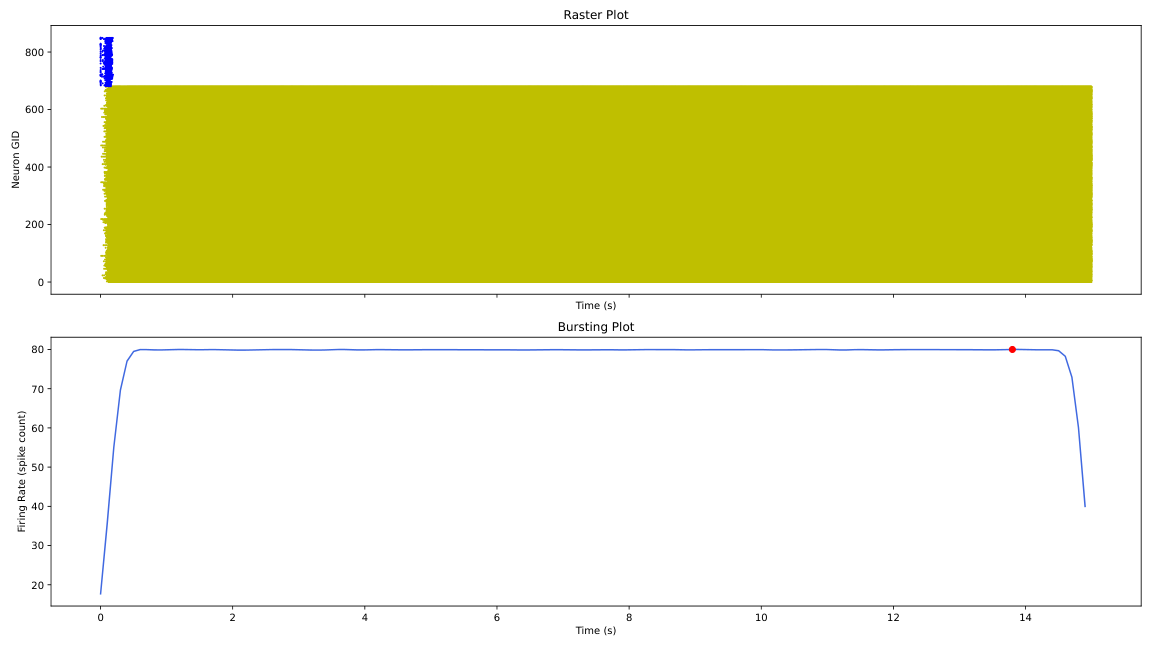 Raster Plot
800
600
400
200
0
Neuron GID
Time (s)
Bursting Plot
80
70
60
50
40
30
20
Firing Rate (spike count)
0 2 4 6 8 10 12 14
Time (s)